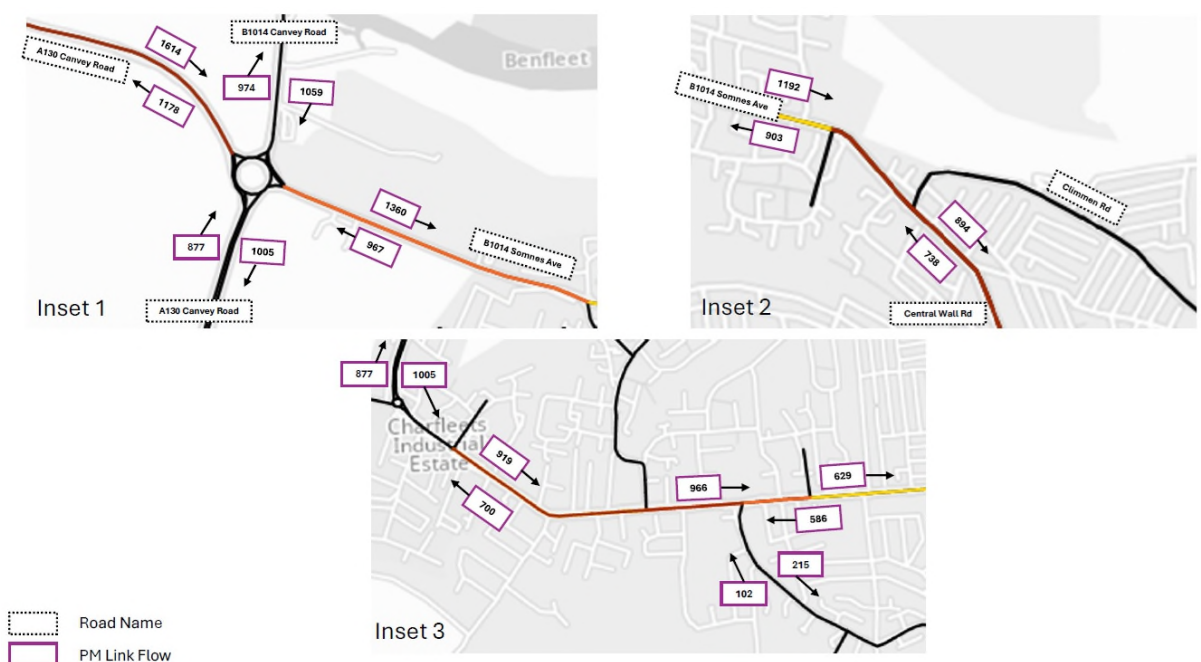 B1014 Canvey Road
1614
A130 Canvey Road
974
1059
1178
Benfleet
877
1005
1360
967
B1014 Somnes Ave
A130 Canvey Road
Inset 1
1192
B1014 Somnes Ave
903
Climmen Rd
894
738
Central Wall Rd
Inset 2
877
1005
Charfleets
Industrial
Estate
919
700
966
629
586
215
102
Inset 3
Road Name
PM Link Flow